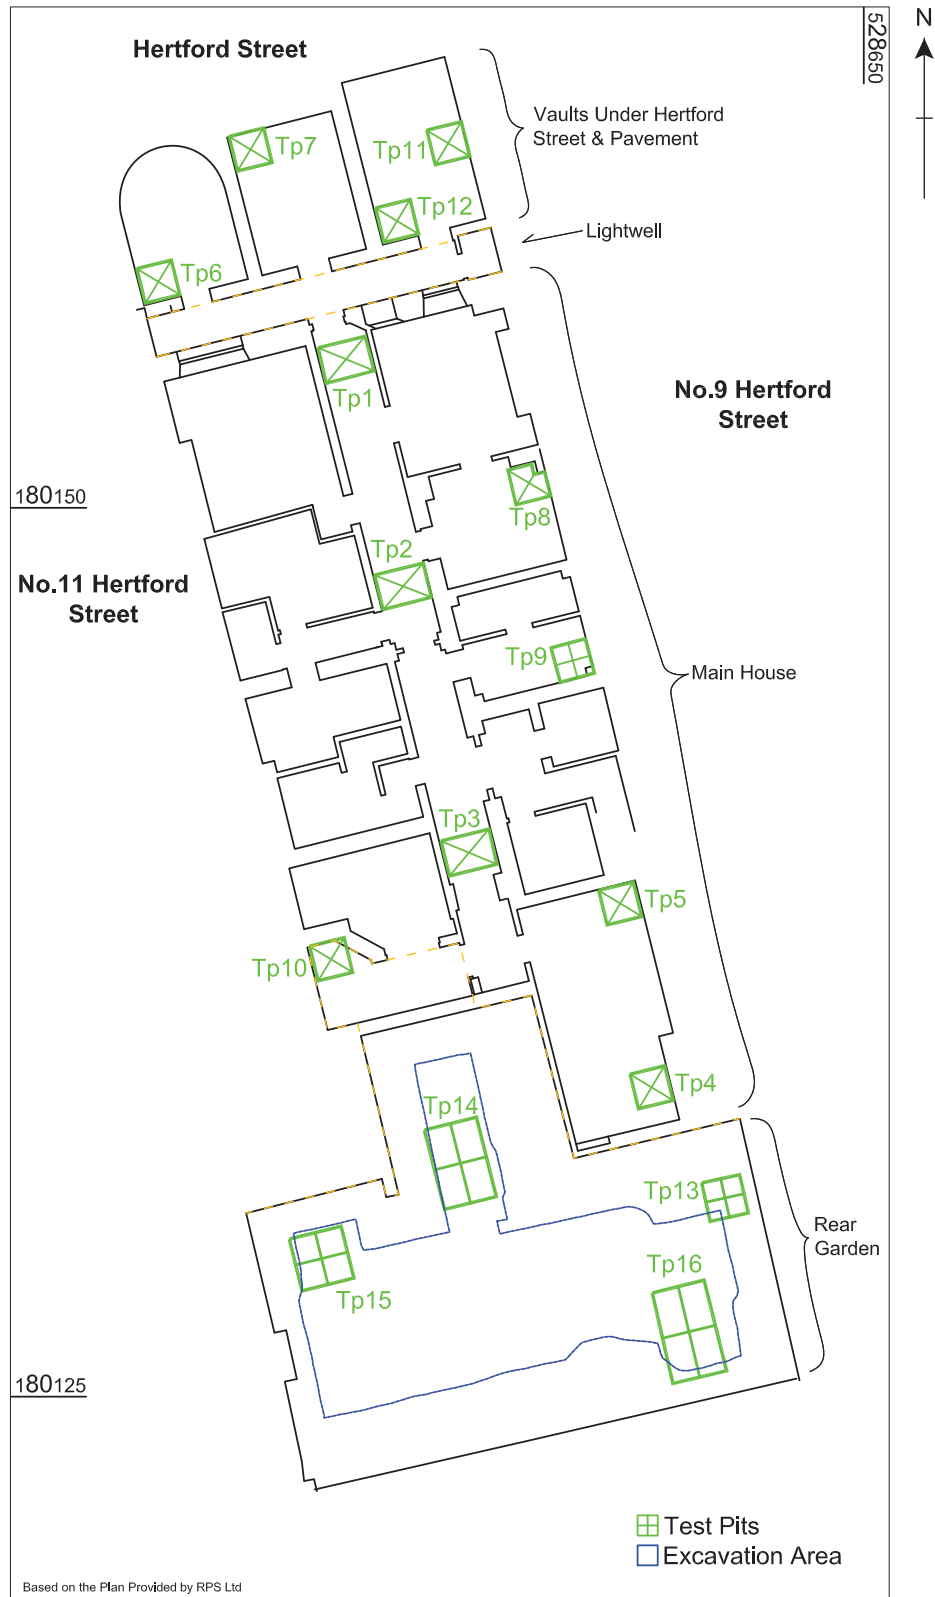 Hertford Street
528650
N
Vaults Under Hertford
Street & Pavement
Tp7
Tp11
Tp12
Lightwell
Tp6
Tp1
No.9 Hertford
Street
180150
Tp8
Tp2
No.11 Hertford
Street
Tp9
Main House
Tp3
Tp5
Tp10
Tp4
Tp14
Tp13
Rear
Garden
Tp16
Tp15
180125
Test Pits
Excavation Area
Based on the Plan Provided by RPS Ltd